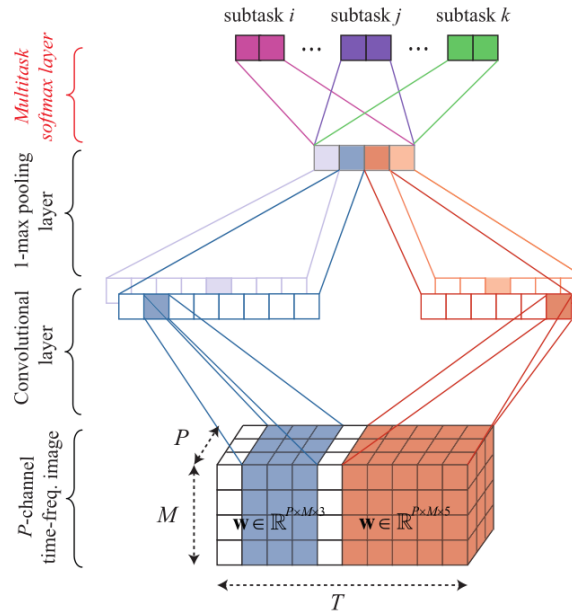 subtask i
subtask j
subtask k
...
...
Multitask
softmax layer
1-max pooling
layer
Convolutional
layer
P-channel
time-freq. image
P
M
w ∈ ℝ^{P×M×3}
w ∈ ℝ^{P×M×5}
T